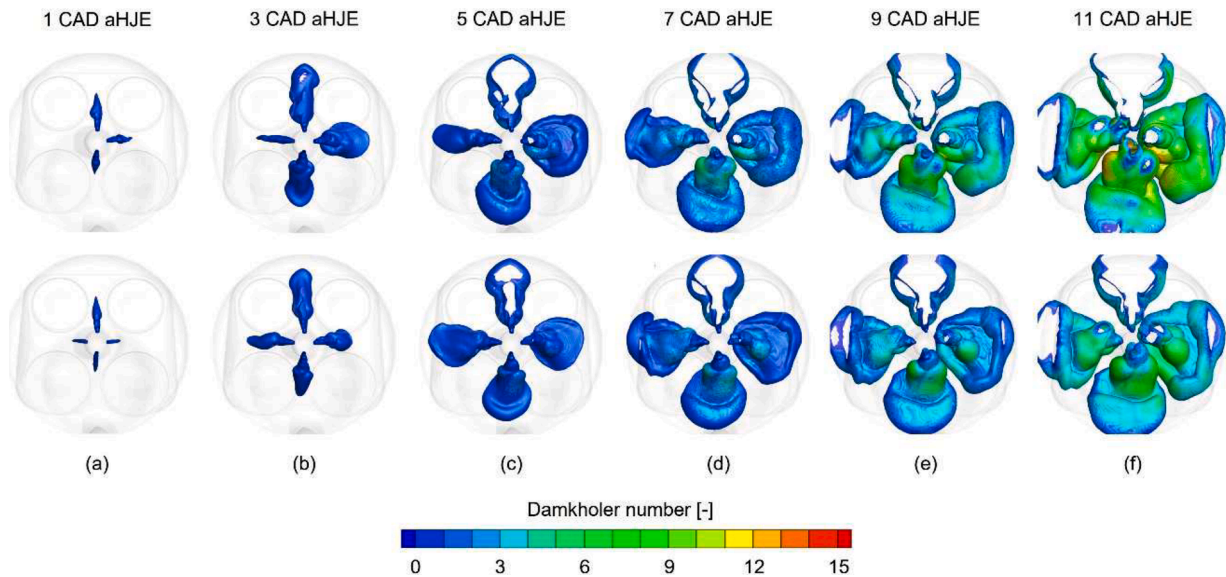 1 CAD aHJE 3 CAD aHJE 5 CAD aHJE 7 CAD aHJE 9 CAD aHJE 11 CAD aHJE
(a) (b) (c) (d) (e) (f)
Damkholer number [-]
0 3 6 9 12 15